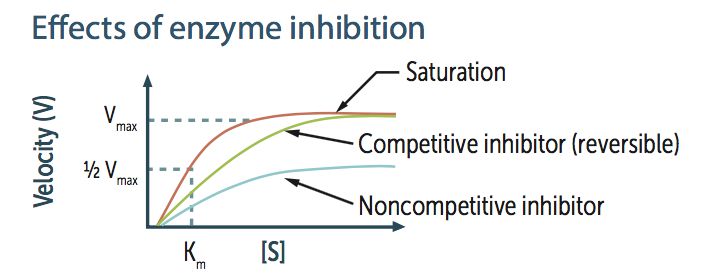 Effects of enzyme inhibition
Saturation
Velocity (V)
Vmax
Competitive inhibitor (reversible)
½ Vmax
Noncompetitive inhibitor
Km
[S]